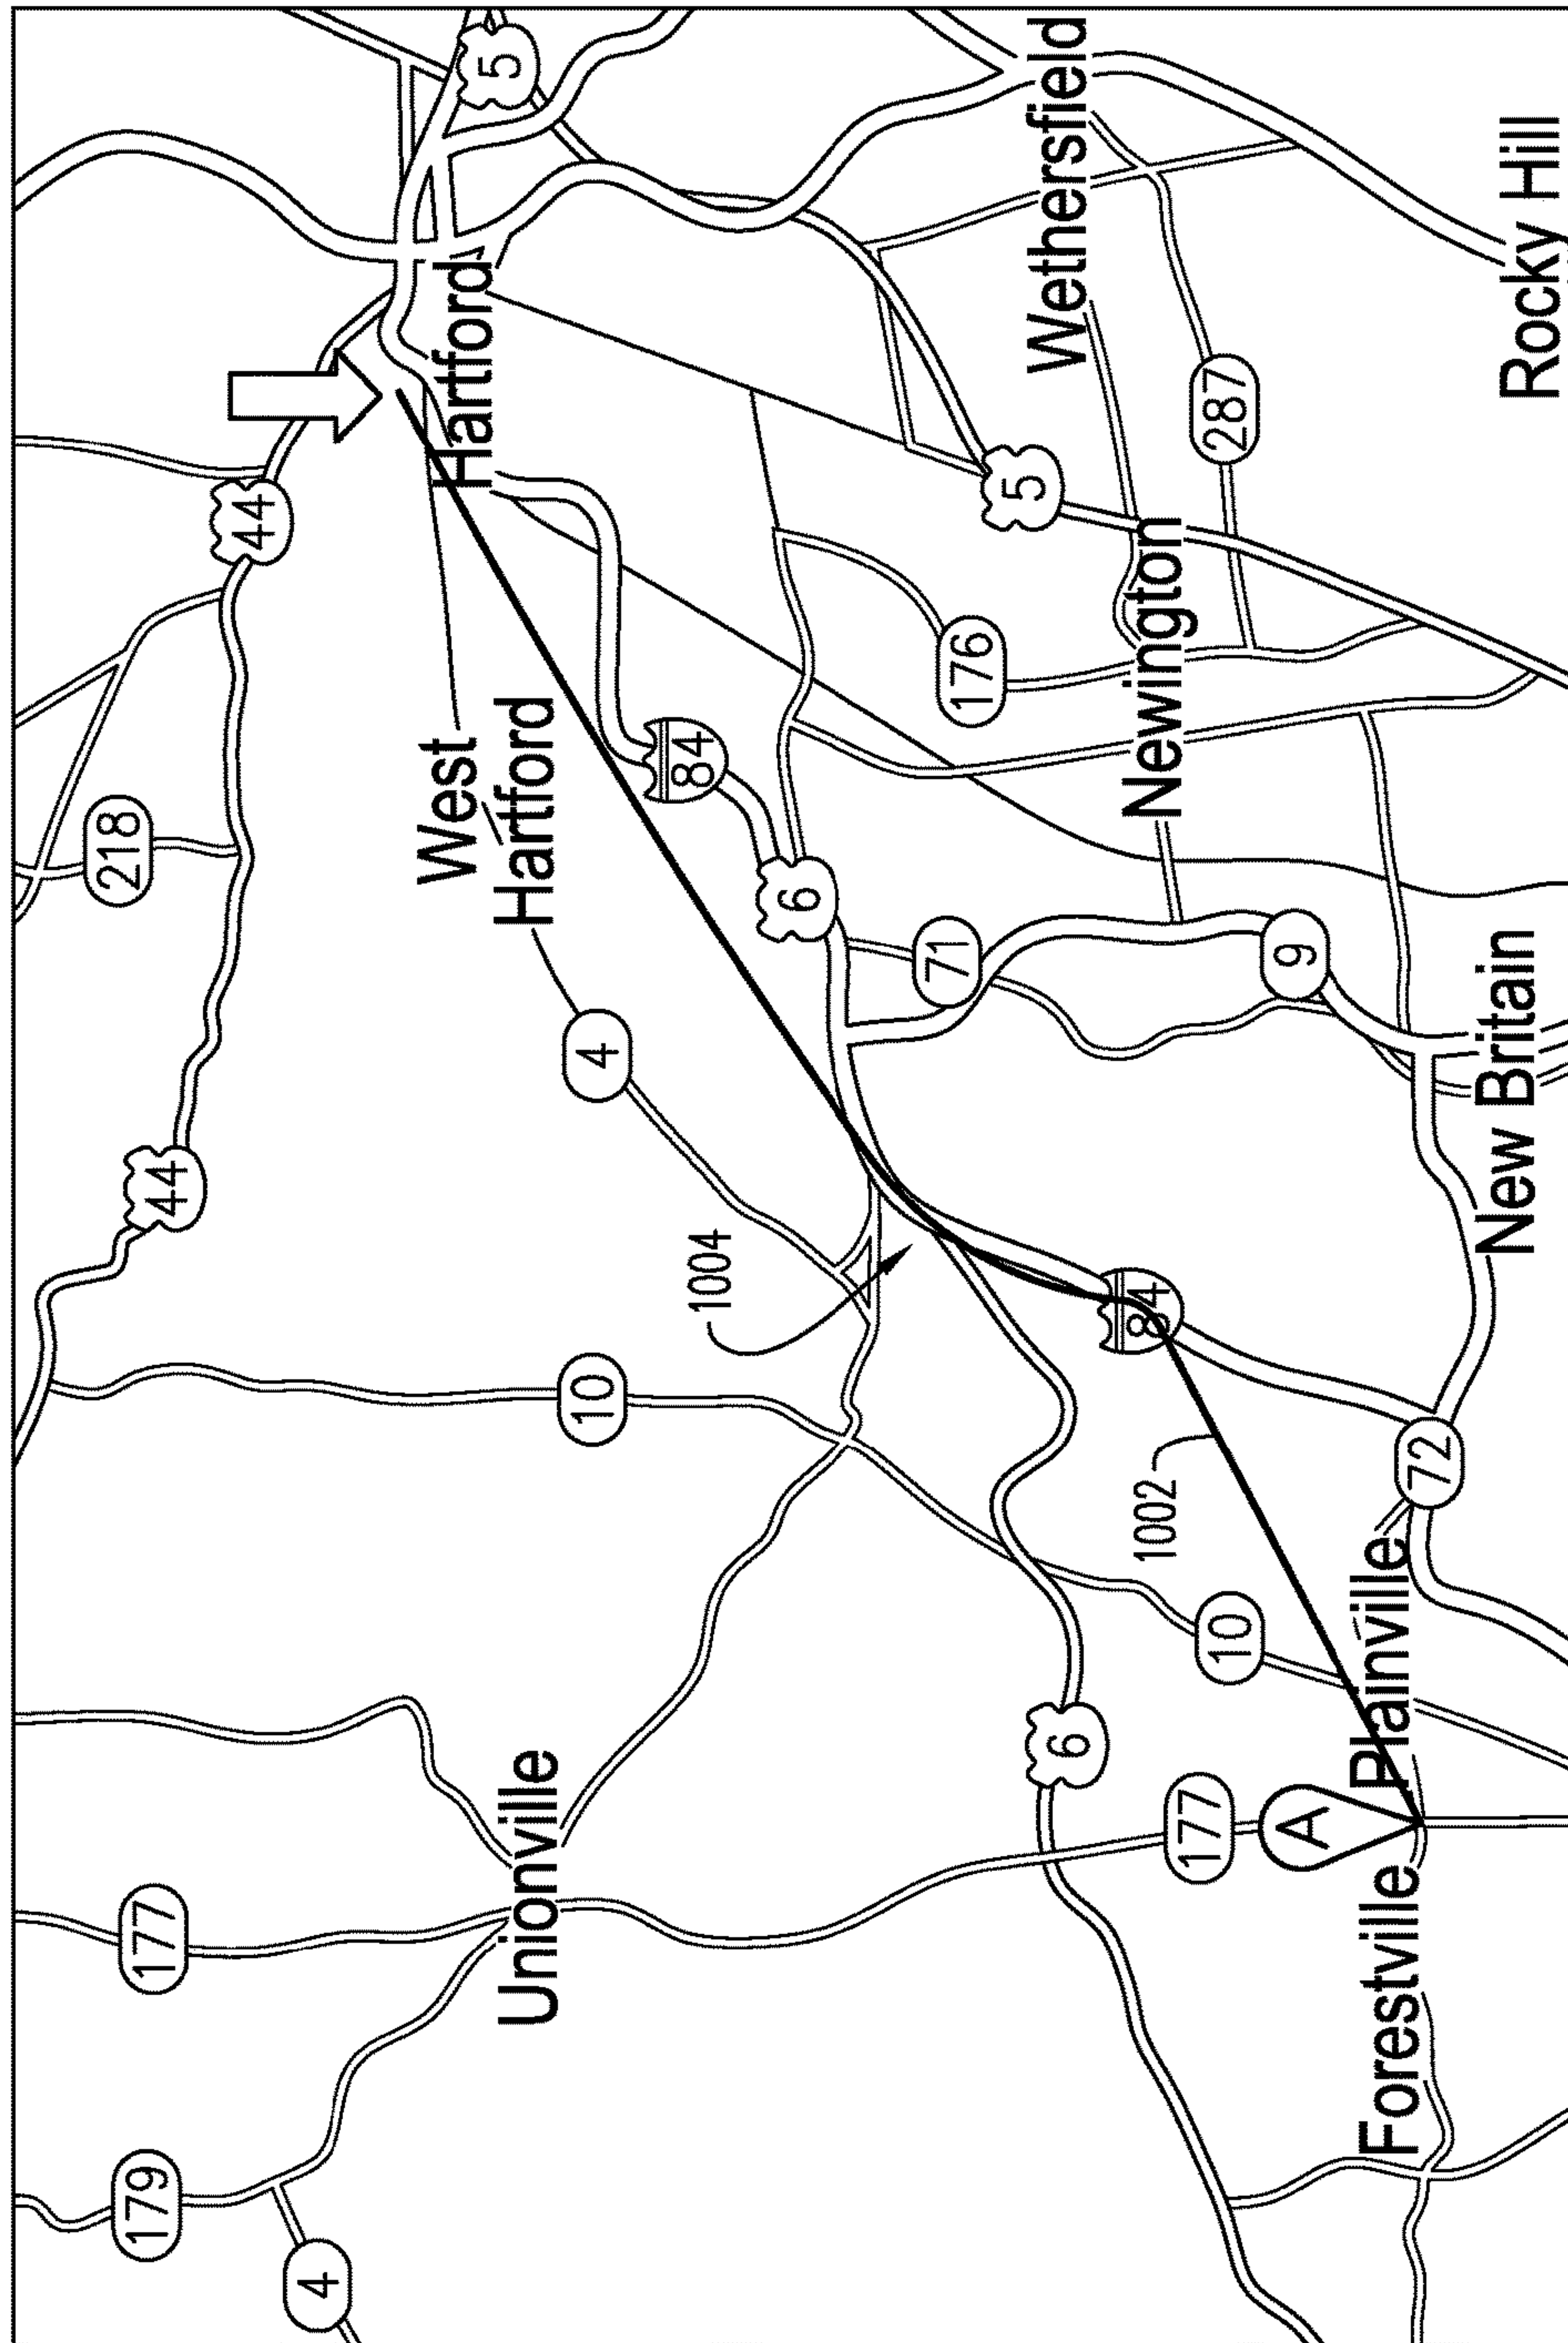 179
177
44
218
44
4
West
Hartford
Hartford
5
Unionville
10
4
84
1004
6
71
176
5
Wethersfield
6
84
1002
Newington
177
10
287
A
9
Forestville
Plainville
72
New Britain
Rocky Hill